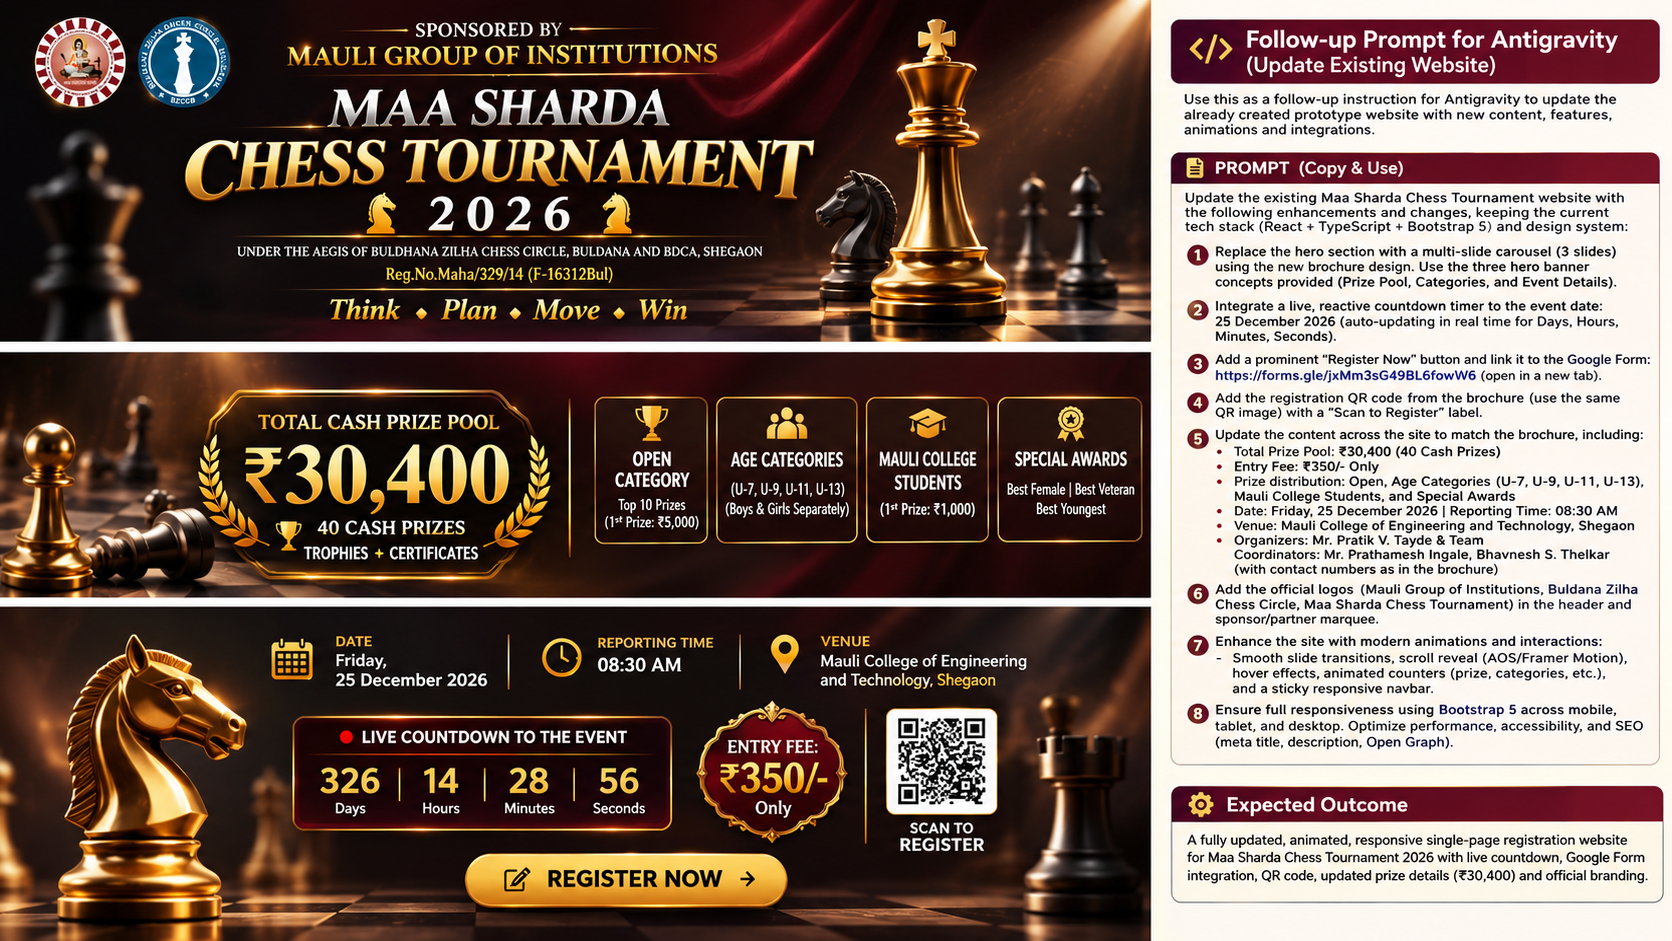 SPONSORED BY
MAULI GROUP OF INSTITUTIONS
MAA SHARDA
CHESS TOURNAMENT
2026
UNDER THE AEGIS OF BULDHANA ZILHA CHESS CIRCLE, BULDANA AND BDCA, SHEGAON
Reg.No.Maha/329/14 (F-16312Bul)
Think ◆ Plan ◆ Move ◆ Win
TOTAL CASH PRIZE POOL
₹30,400
40 CASH PRIZES
TROPHIES + CERTIFICATES
OPEN
CATEGORY
Top 10 Prizes
(1st Prize: ₹5,000)
AGE CATEGORIES
(U-7, U-9, U-11, U-13)
(Boys & Girls Separately)
MAULI COLLEGE
STUDENTS
(1st Prize: ₹1,000)
SPECIAL AWARDS
Best Female | Best Veteran
Best Youngest
DATE
Friday,
25 December 2026
REPORTING TIME
08:30 AM
VENUE
Mauli College of Engineering
and Technology, Shegaon
LIVE COUNTDOWN TO THE EVENT
326 14 28 56
Days Hours Minutes Seconds
ENTRY FEE:
₹350/-
Only
SCAN TO
REGISTER
REGISTER NOW →
</> Follow-up Prompt for Antigravity
(Update Existing Website)
Use this as a follow-up instruction for Antigravity to update the
already created prototype website with new content, features,
animations and integrations.
PROMPT (Copy & Use)
Update the existing Maa Sharda Chess Tournament website with
the following enhancements and changes, keeping the current
tech stack (React + TypeScript + Bootstrap 5) and design system:
1 Replace the hero section with a multi-slide carousel (3 slides)
using the new brochure design. Use the three hero banner
concepts provided (Prize Pool, Categories, and Event Details).
2 Integrate a live, reactive countdown timer to the event date:
25 December 2026 (auto-updating in real time for Days, Hours,
Minutes, Seconds).
3 Add a prominent “Register Now” button and link it to the Google Form:
https://forms.gle/jxMm3sG49BL6fowW6 (open in a new tab).
4 Add the registration QR code from the brochure (use the same
QR image) with a “Scan to Register” label.
5 Update the content across the site to match the brochure, including:
• Total Prize Pool: ₹30,400 (40 Cash Prizes)
• Entry Fee: ₹350/- Only
• Prize distribution: Open, Age Categories (U-7, U-9, U-11, U-13),
Mauli College Students, and Special Awards
• Date: Friday, 25 December 2026 | Reporting Time: 08:30 AM
• Venue: Mauli College of Engineering and Technology, Shegaon
• Organizers: Mr. Pratik V. Tayde & Team
Coordinators: Mr. Prathamesh Ingale, Bhavnesh S. Thelkar
(with contact numbers as in the brochure)
6 Add the official logos (Mauli Group of Institutions, Buldana Zilha
Chess Circle, Maa Sharda Chess Tournament) in the header and
sponsor/partner marquee.
7 Enhance the site with modern animations and interactions:
- Smooth slide transitions, scroll reveal (AOS/Framer Motion),
hover effects, animated counters (prize, categories, etc.),
and a sticky responsive navbar.
8 Ensure full responsiveness using Bootstrap 5 across mobile,
tablet, and desktop. Optimize performance, accessibility, and SEO
(meta title, description, Open Graph).
Expected Outcome
A fully updated, animated, responsive single-page registration website
for Maa Sharda Chess Tournament 2026 with live countdown, Google Form
integration, QR code, updated prize details (₹30,400) and official branding.